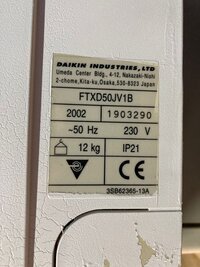 DAIKIN INDUSTRIES, LTD
Umeda Center Bldg., 4-12, Nakazaki-Nishi
2-chome, Kita-ku, Osaka, 530-8323 Japan
FTXD50JV1B
2002 1903290
~50 Hz 230 V
12 kg IP21
CE
3SB62365-13A